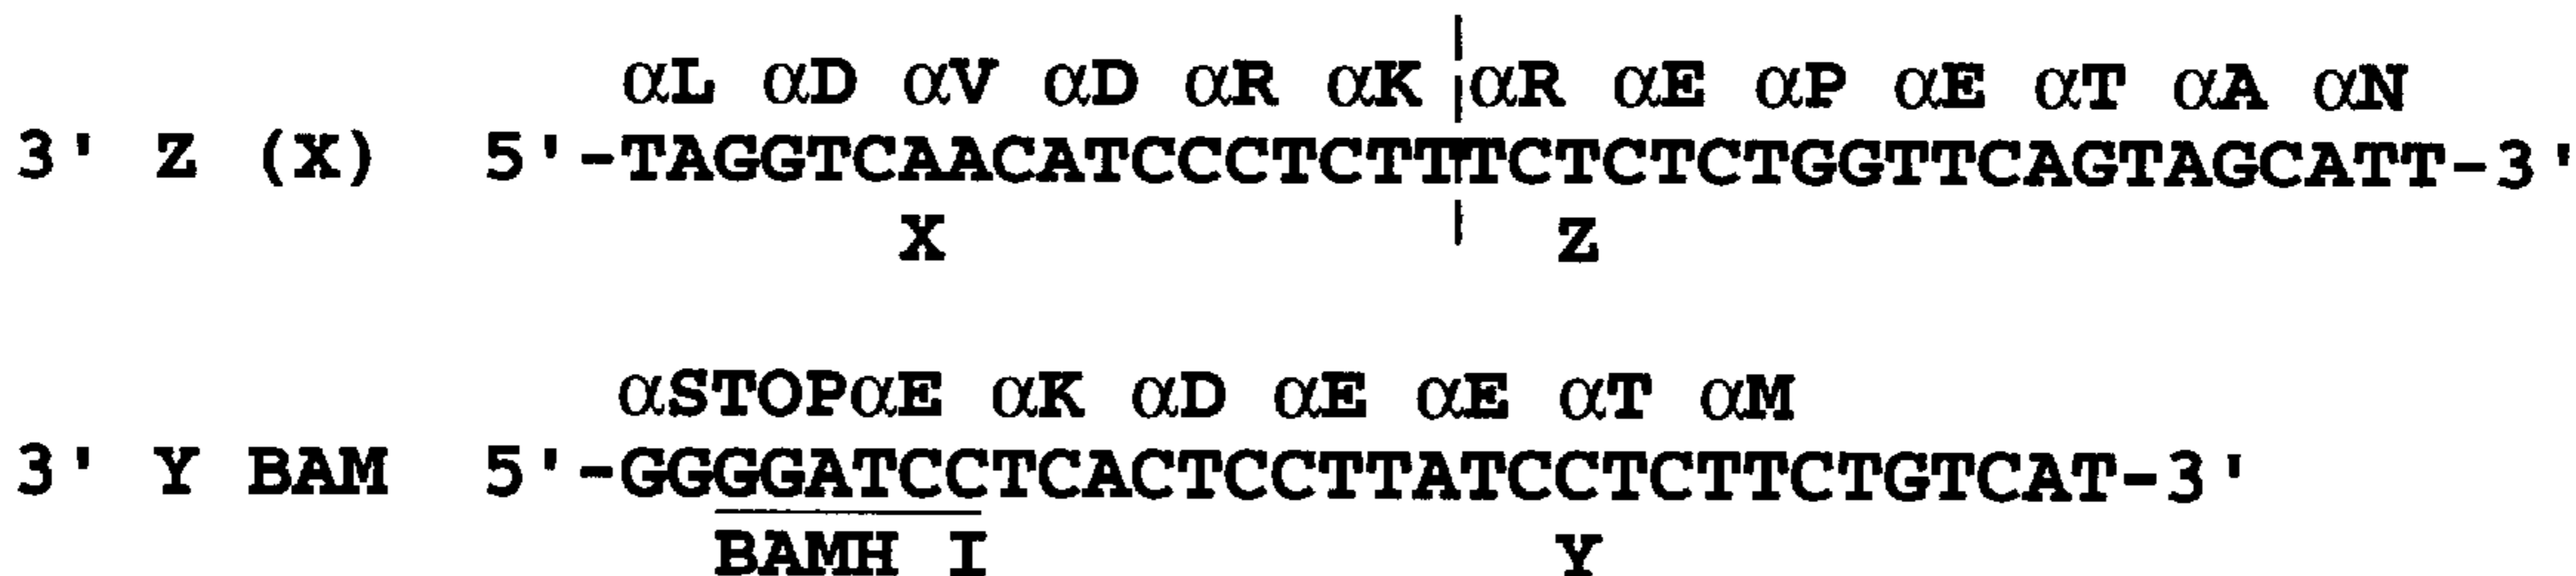 αL αD αV αD αR αK αR αE αP αE αT αA αN
3' Z (X) 5'-TAGGTCAACATCCCTCTTTCTCTCTGGTTCAGTAGCATT-3'
X Z
αSTOPαE αK αD αE αE αT αM
3' Y BAM 5'-GGGGATCCTCACTCCTTATCCTCTTCTGTCAT-3'
BAMH I Y